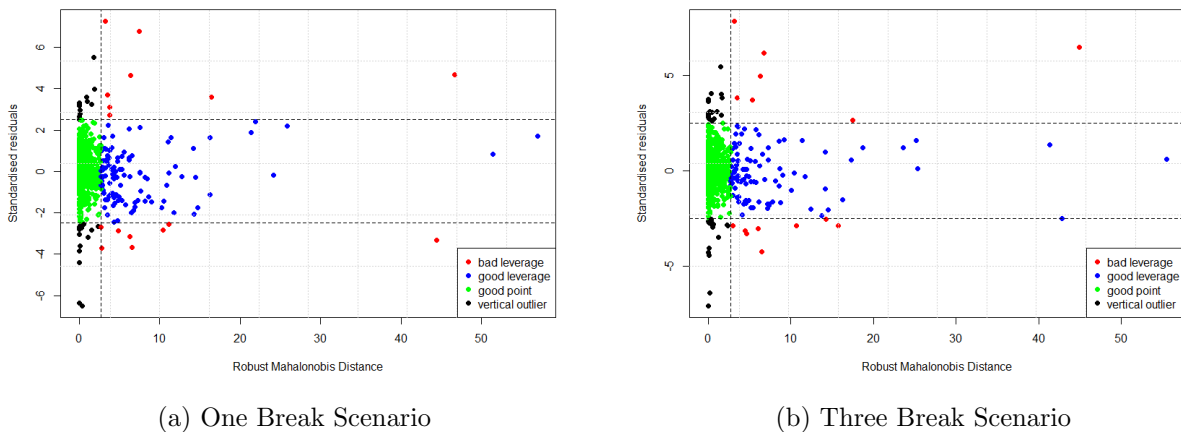 Standardised residuals
6
4
2
0
-2
-4
-6
0 10 20 30 40 50
Robust Mahalonobis Distance
bad leverage
good leverage
good point
vertical outlier
(a) One Break Scenario
Standardised residuals
5
0
-5
0 10 20 30 40 50
Robust Mahalonobis Distance
bad leverage
good leverage
good point
vertical outlier
(b) Three Break Scenario